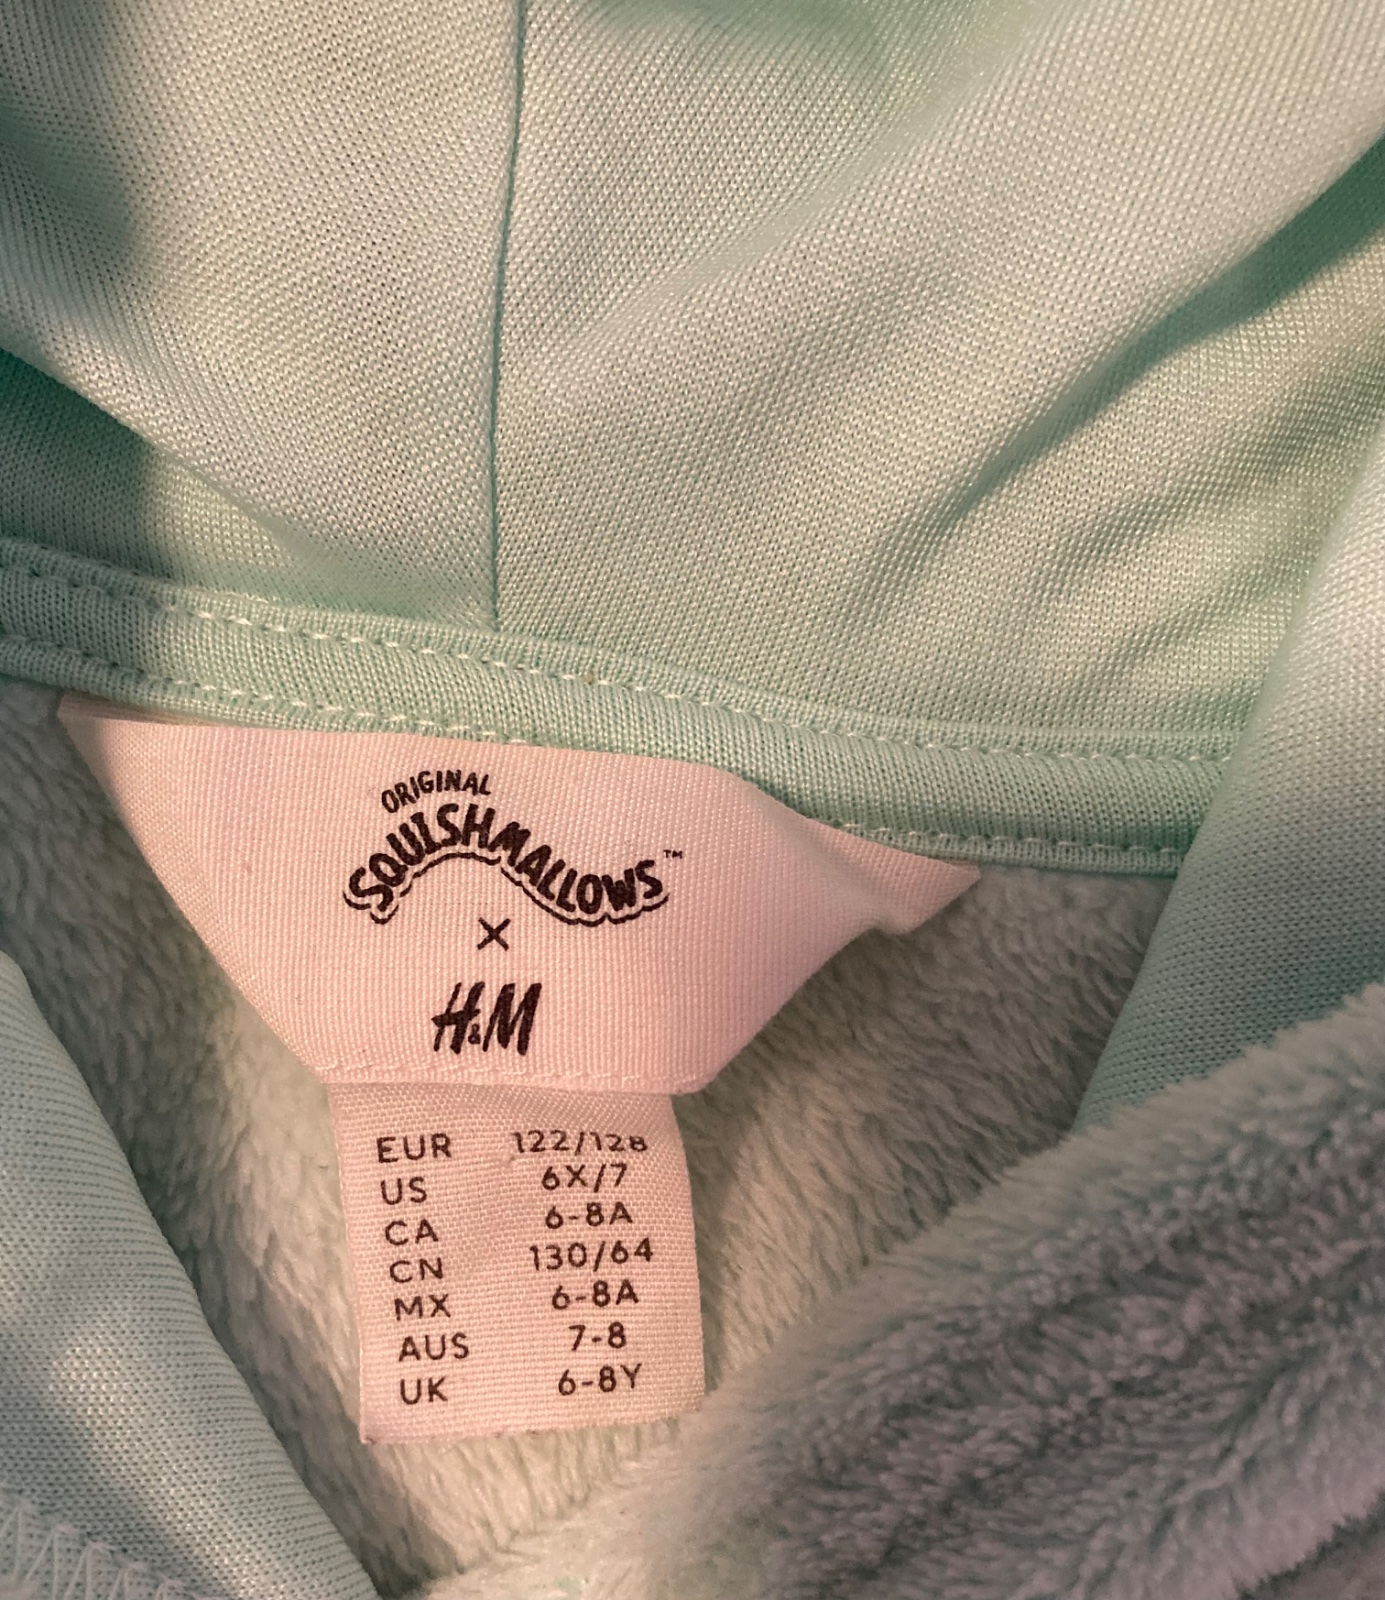 ORIGINAL
SQUISHMALLOWS™
X
H&M
EUR 122/128
US 6X/7
CA 6-8A
CN 130/64
MX 6-8A
AUS 7-8
UK 6-8Y